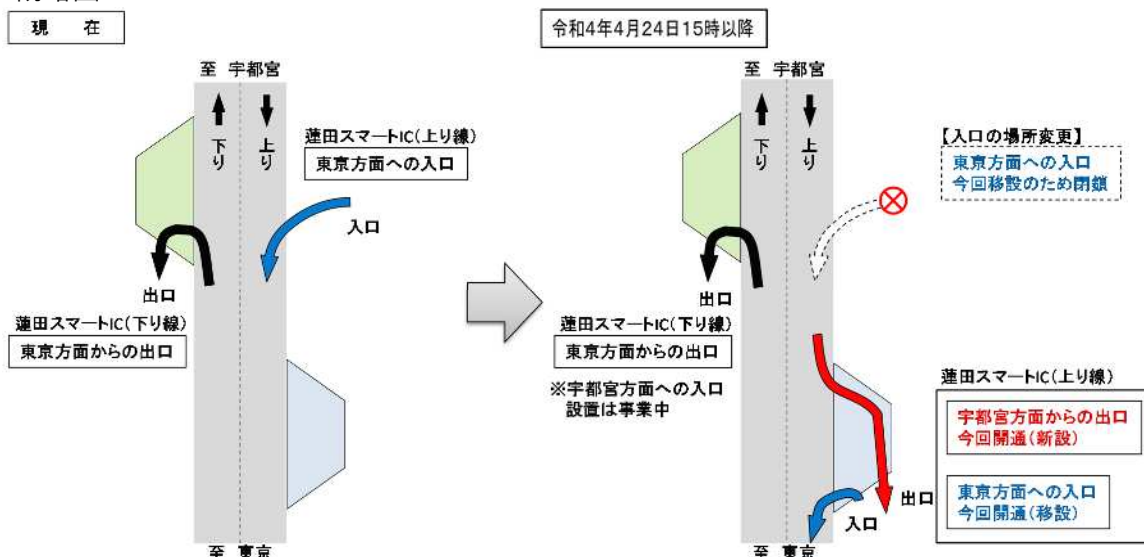 現 在
至 宇都宮
下り
上り
蓮田スマートIC(上り線)
東京方面への入口
入口
出口
蓮田スマートIC(下り線)
東京方面からの出口
至 東京
令和4年4月24日15時以降
至 宇都宮
下り
上り
【入口の場所変更】
東京方面への入口
今回移設のため閉鎖
出口
蓮田スマートIC(下り線)
東京方面からの出口
※宇都宮方面への入口
設置は事業中
蓮田スマートIC(上り線)
宇都宮方面からの出口
今回開通(新設)
東京方面への入口
今回開通(移設)
出口
入口
至 東京